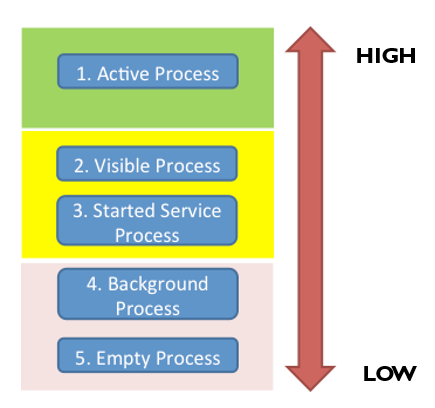 1. Active Process
HIGH
2. Visible Process
3. Started Service
Process
4. Background
Process
5. Empty Process
LOW